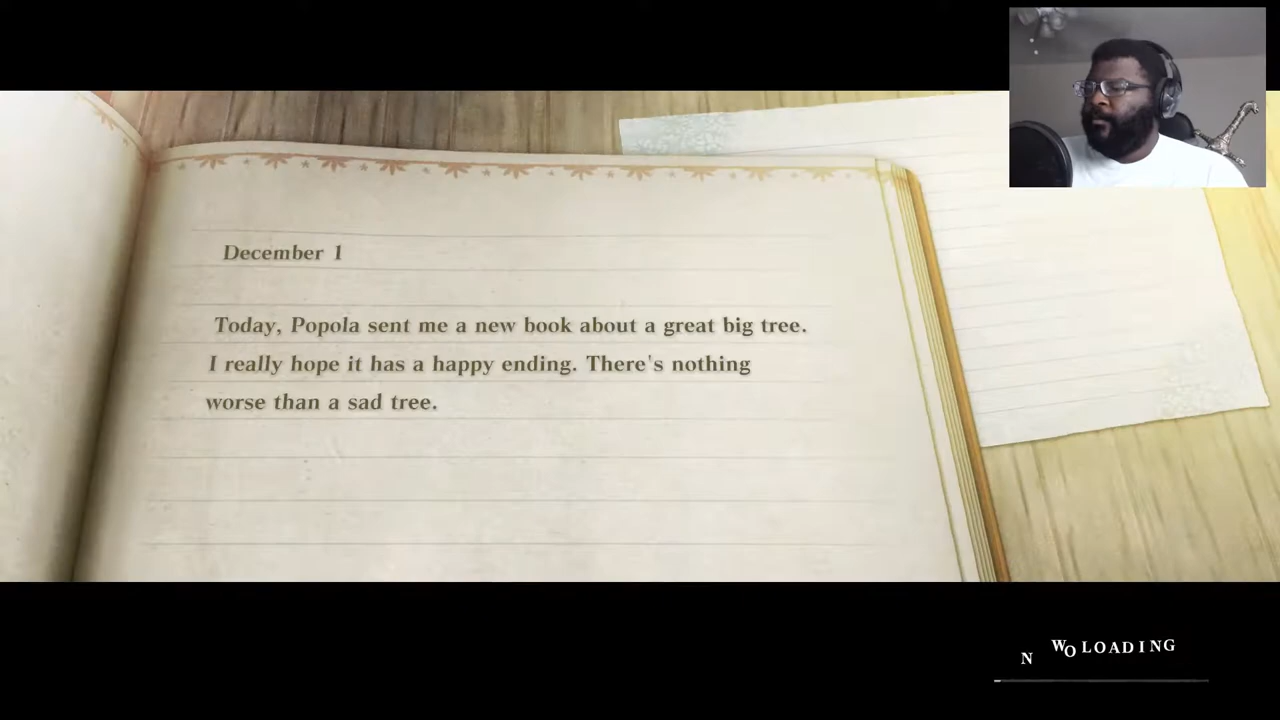 December 1
Today, Popola sent me a new book about a great big tree.
I really hope it has a happy ending. There's nothing
worse than a sad tree.
NOW LOADING